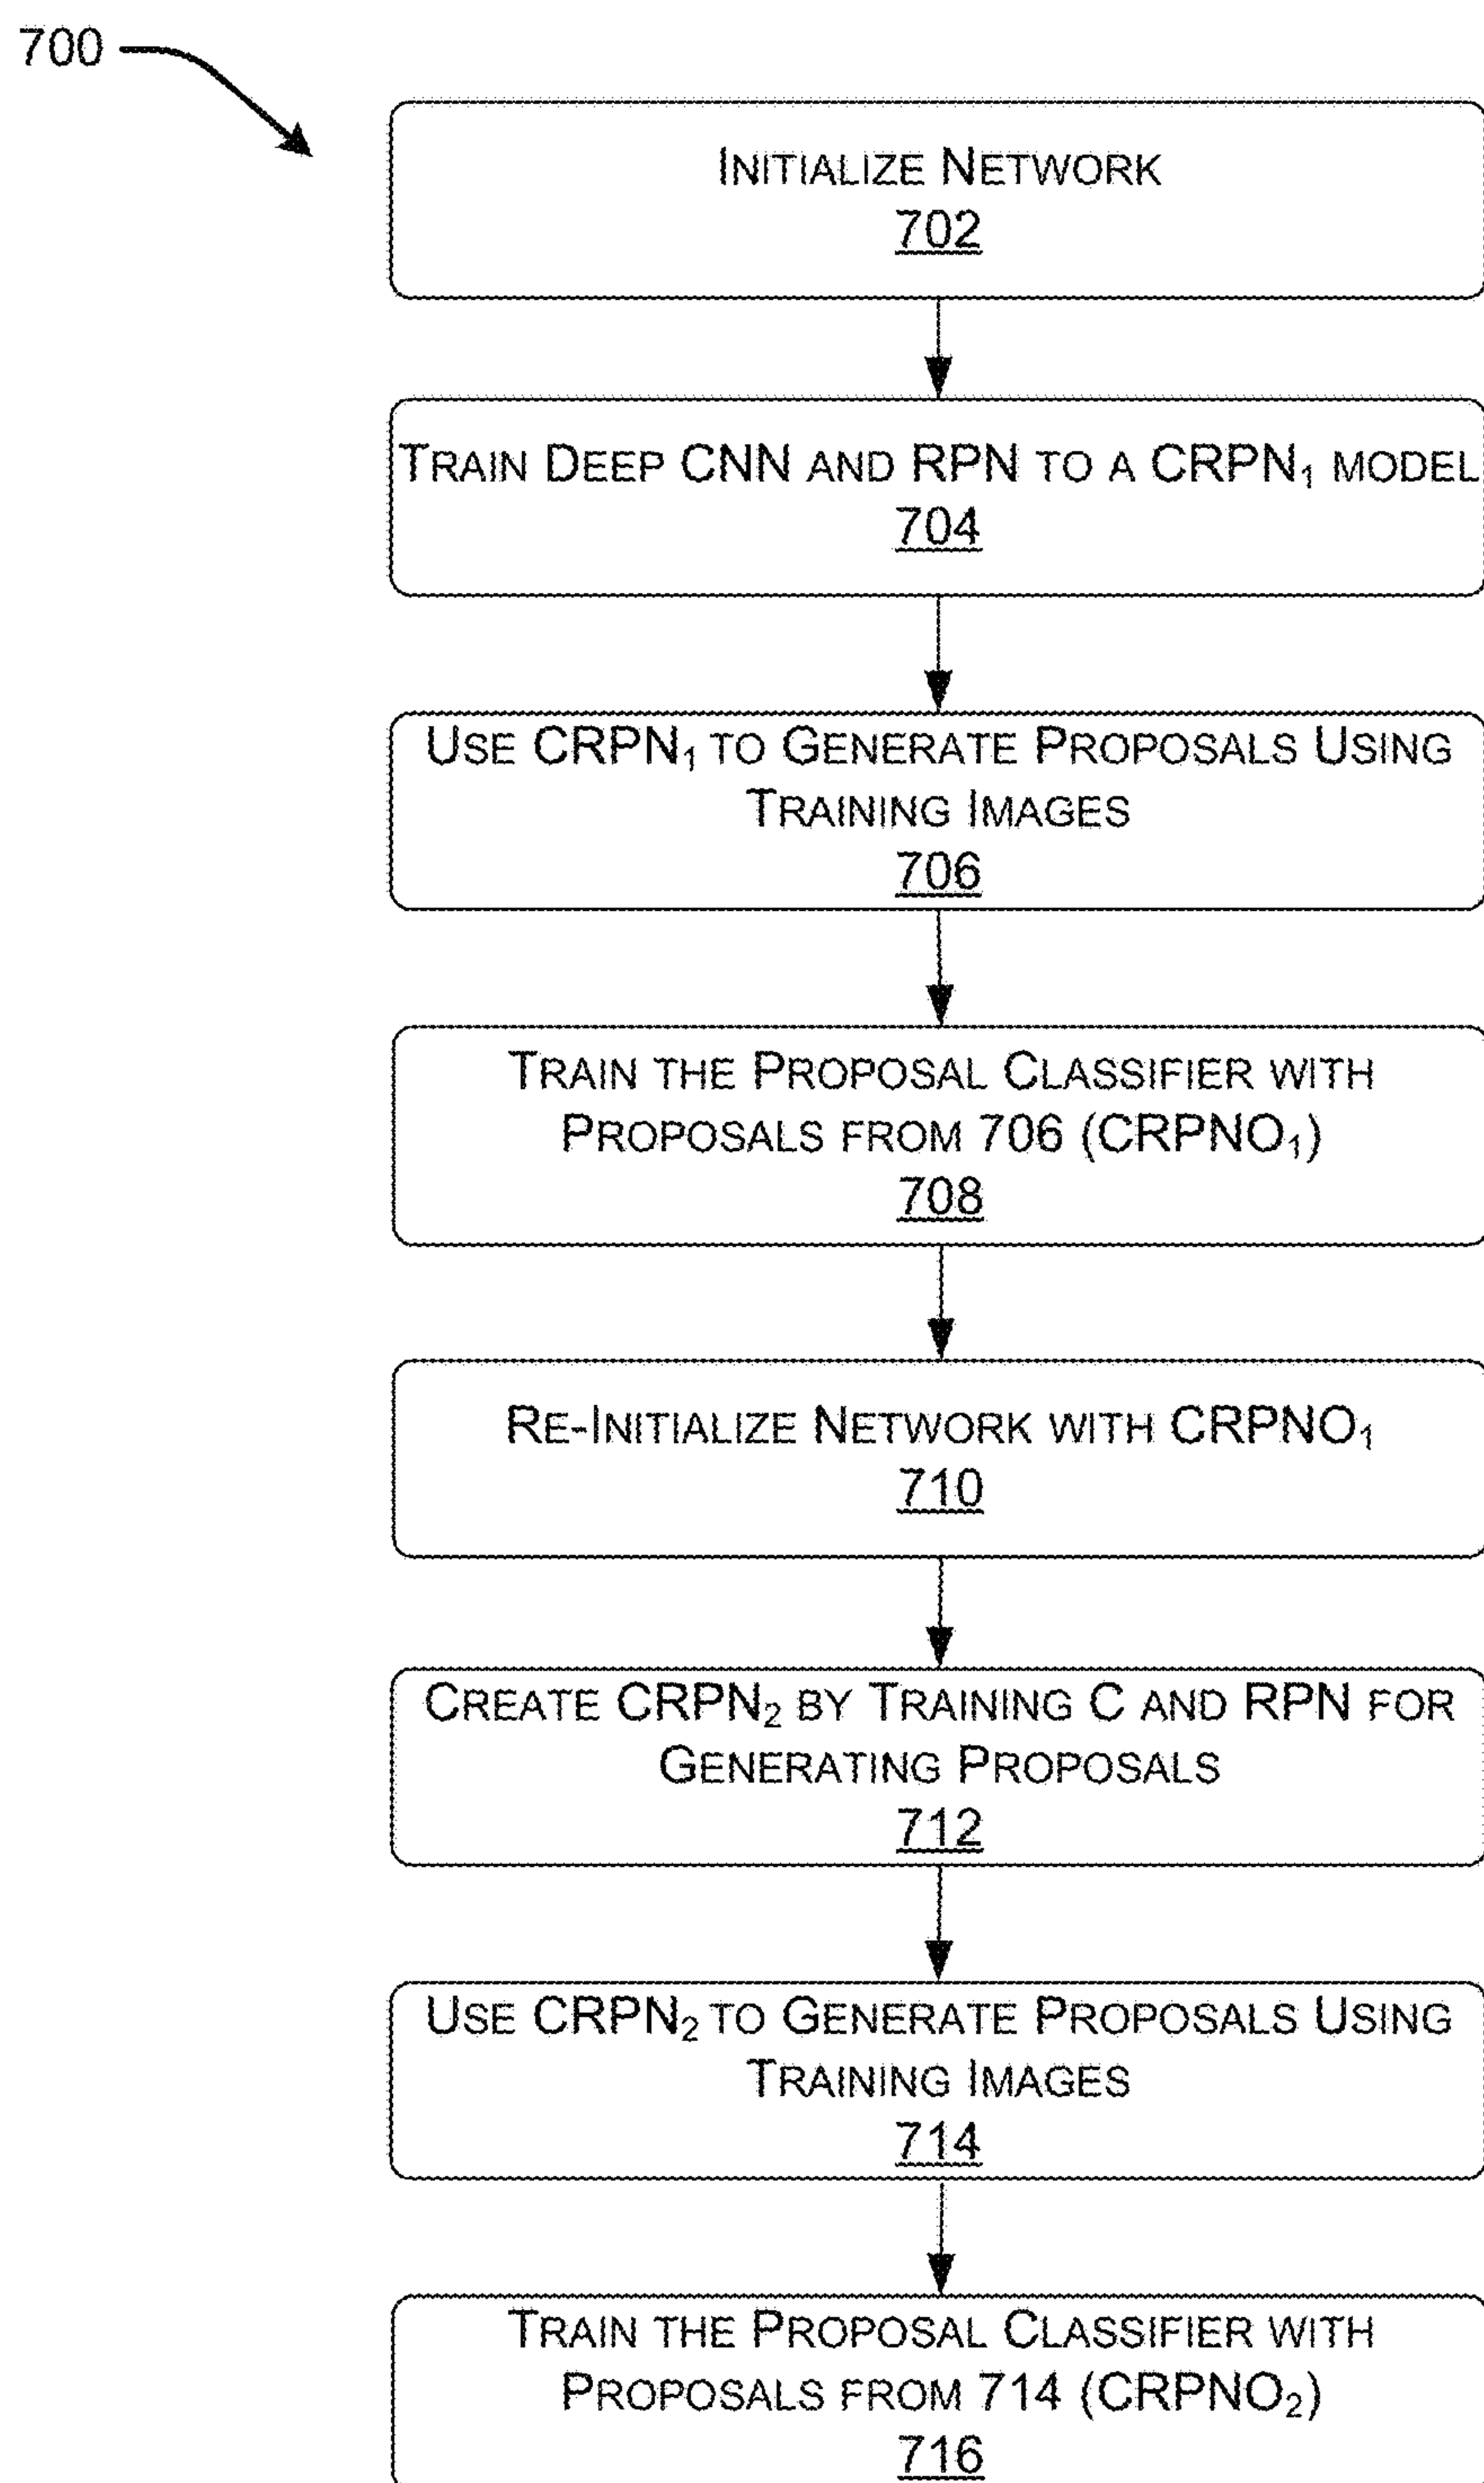 700
INITIALIZE NETWORK
702
TRAIN DEEP CNN AND RPN TO A CRPN₁ MODEL
704
USE CRPN₁ TO GENERATE PROPOSALS USING
TRAINING IMAGES
706
TRAIN THE PROPOSAL CLASSIFIER WITH
PROPOSALS FROM 706 (CRPNO₁)
708
RE-INITIALIZE NETWORK WITH CRPNO₁
710
CREATE CRPN₂ BY TRAINING C AND RPN FOR
GENERATING PROPOSALS
712
USE CRPN₂ TO GENERATE PROPOSALS USING
TRAINING IMAGES
714
TRAIN THE PROPOSAL CLASSIFIER WITH
PROPOSALS FROM 714 (CRPNO₂)
716